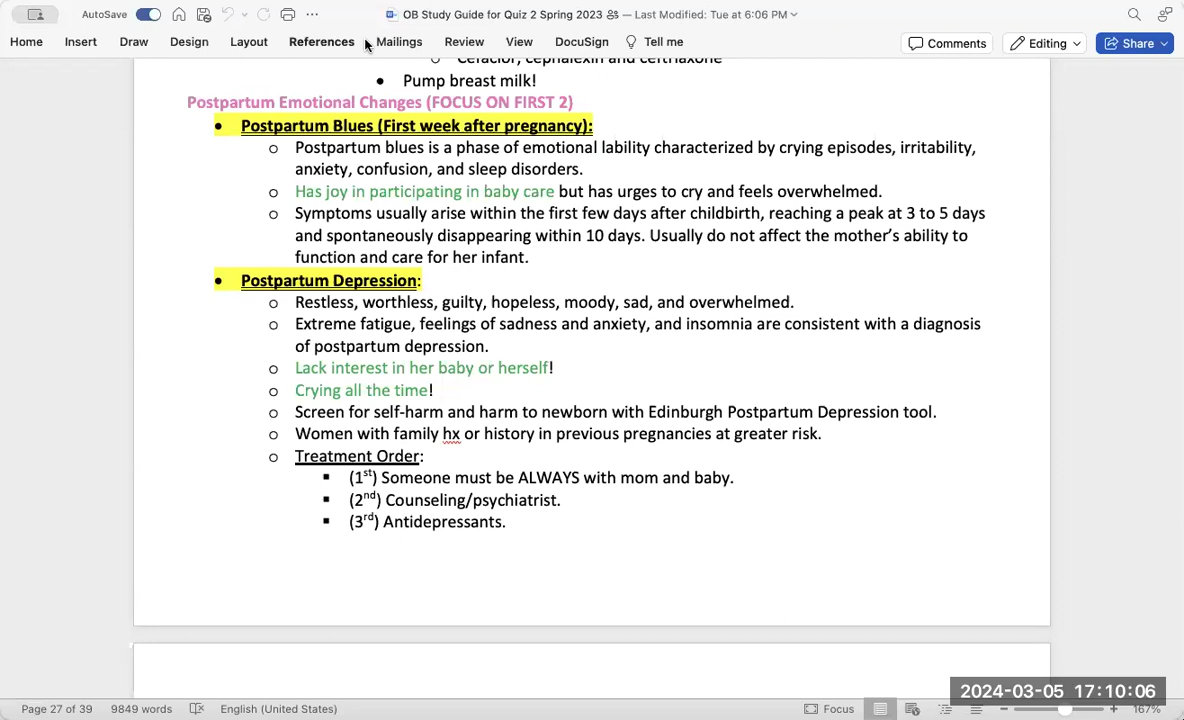 AutoSave
OB Study Guide for Quiz 2 Spring 2023 — Last Modified: Tue at 6:06 PM
Home Insert Draw Design Layout References Mailings Review View DocuSign Tell me Comments Editing Share
o Cefaclor, cephalexin and ceftriaxone
• Pump breast milk!
Postpartum Emotional Changes (FOCUS ON FIRST 2)
• Postpartum Blues (First week after pregnancy):
o Postpartum blues is a phase of emotional lability characterized by crying episodes, irritability,
anxiety, confusion, and sleep disorders.
o Has joy in participating in baby care but has urges to cry and feels overwhelmed.
o Symptoms usually arise within the first few days after childbirth, reaching a peak at 3 to 5 days
and spontaneously disappearing within 10 days. Usually do not affect the mother's ability to
function and care for her infant.
• Postpartum Depression:
o Restless, worthless, guilty, hopeless, moody, sad, and overwhelmed.
o Extreme fatigue, feelings of sadness and anxiety, and insomnia are consistent with a diagnosis
of postpartum depression.
o Lack interest in her baby or herself!
o Crying all the time!
o Screen for self-harm and harm to newborn with Edinburgh Postpartum Depression tool.
o Women with family hx or history in previous pregnancies at greater risk.
o Treatment Order:
▪ (1st) Someone must be ALWAYS with mom and baby.
▪ (2nd) Counseling/psychiatrist.
▪ (3rd) Antidepressants.
2024-03-05 17:10:06
Page 27 of 39 9849 words English (United States) Focus 167%